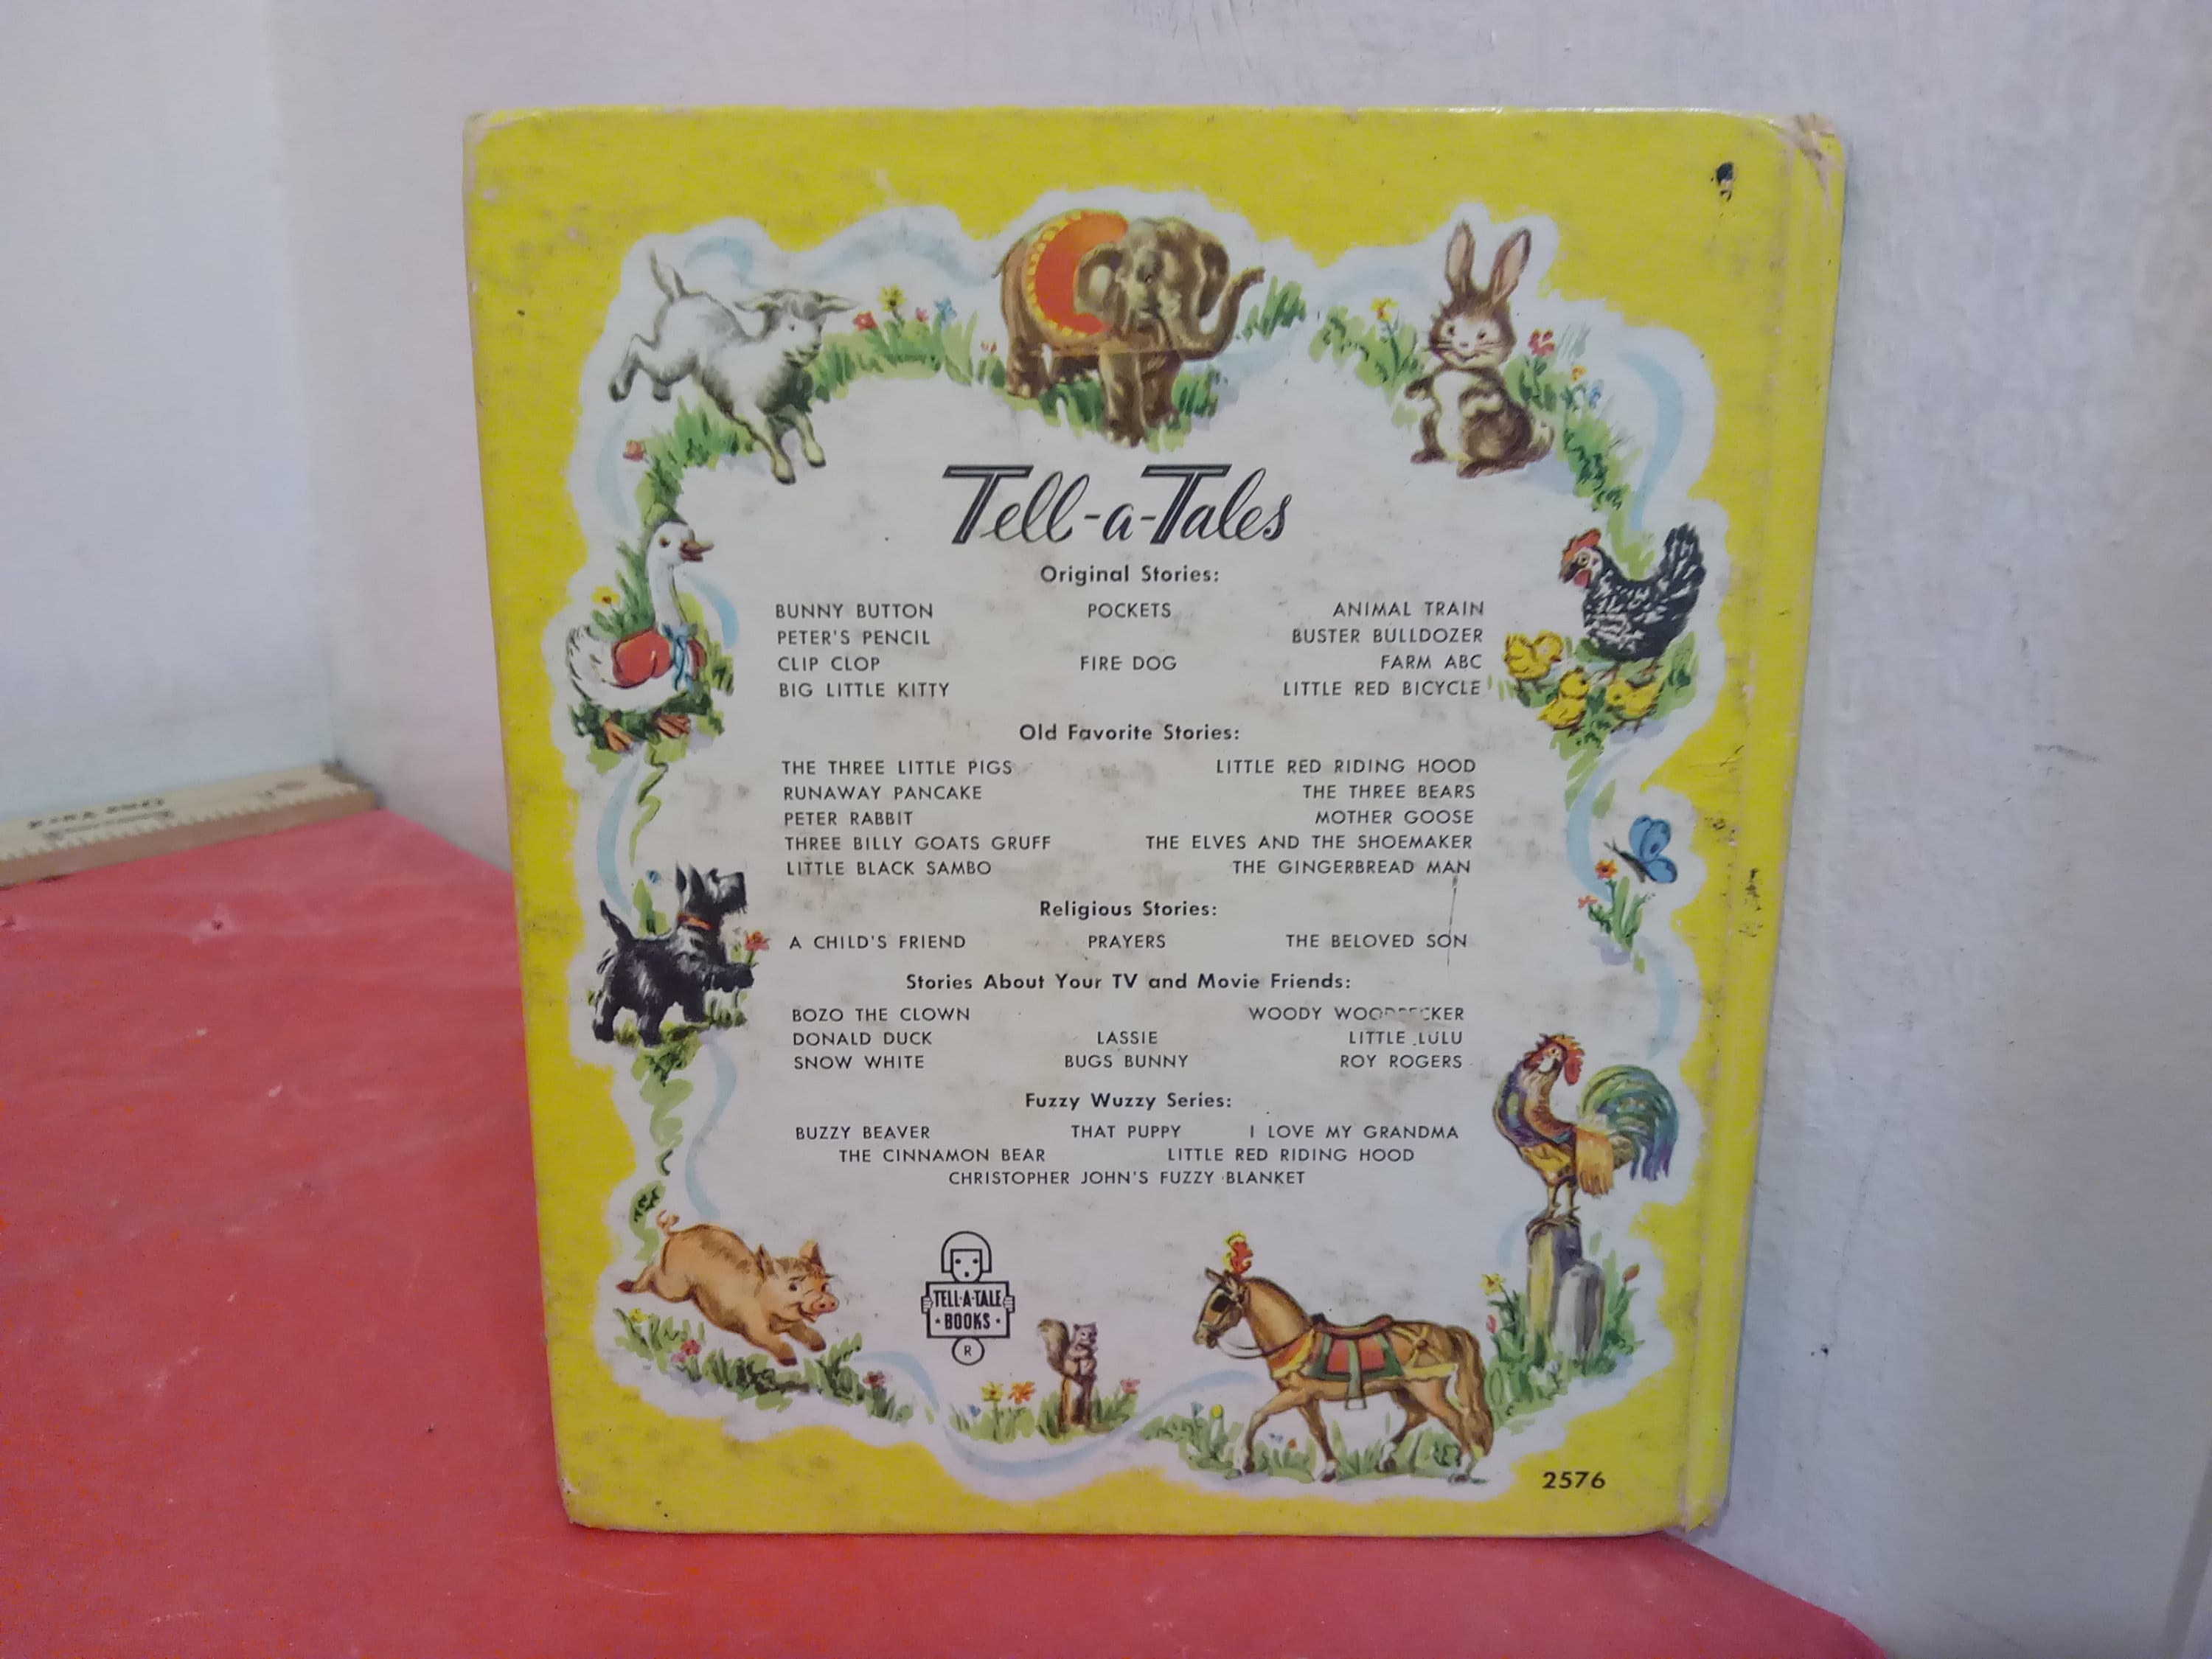 Tell-a-Tales
Original Stories:
BUNNY BUTTON POCKETS ANIMAL TRAIN
PETER'S PENCIL BUSTER BULLDOZER
CLIP CLOP FIRE DOG FARM ABC
BIG LITTLE KITTY LITTLE RED BICYCLE
Old Favorite Stories:
THE THREE LITTLE PIGS LITTLE RED RIDING HOOD
RUNAWAY PANCAKE THE THREE BEARS
PETER RABBIT MOTHER GOOSE
THREE BILLY GOATS GRUFF THE ELVES AND THE SHOEMAKER
LITTLE BLACK SAMBO THE GINGERBREAD MAN
Religious Stories:
A CHILD'S FRIEND PRAYERS THE BELOVED SON
Stories About Your TV and Movie Friends:
BOZO THE CLOWN WOODY WOODPECKER
DONALD DUCK LASSIE LITTLE LULU
SNOW WHITE BUGS BUNNY ROY ROGERS
Fuzzy Wuzzy Series:
BUZZY BEAVER THAT PUPPY I LOVE MY GRANDMA
THE CINNAMON BEAR LITTLE RED RIDING HOOD
CHRISTOPHER JOHN'S FUZZY BLANKET
TELL-A-TALE
BOOKS
R
2576